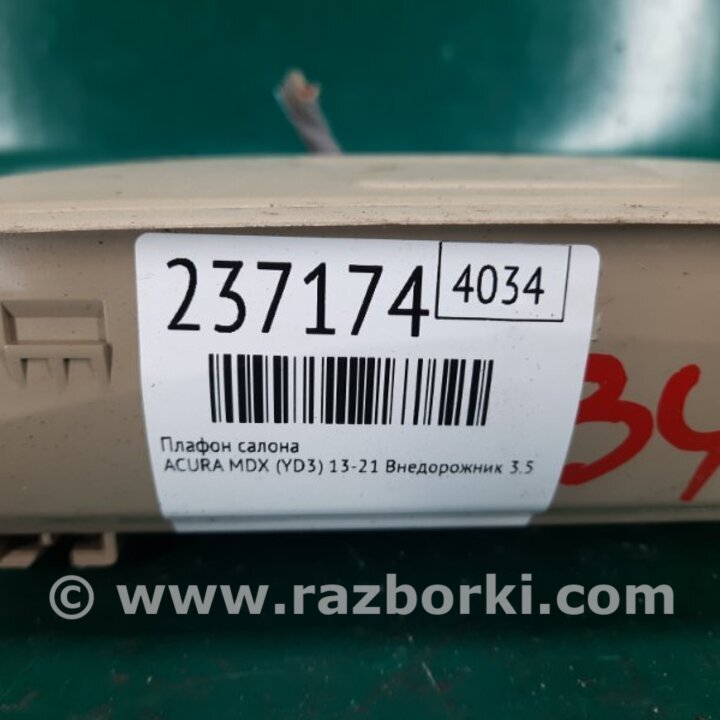 237174 4034
Плафон салона
ACURA MDX (YD3) 13-21 Внедорожник 3.5
34
© www.razborki.com